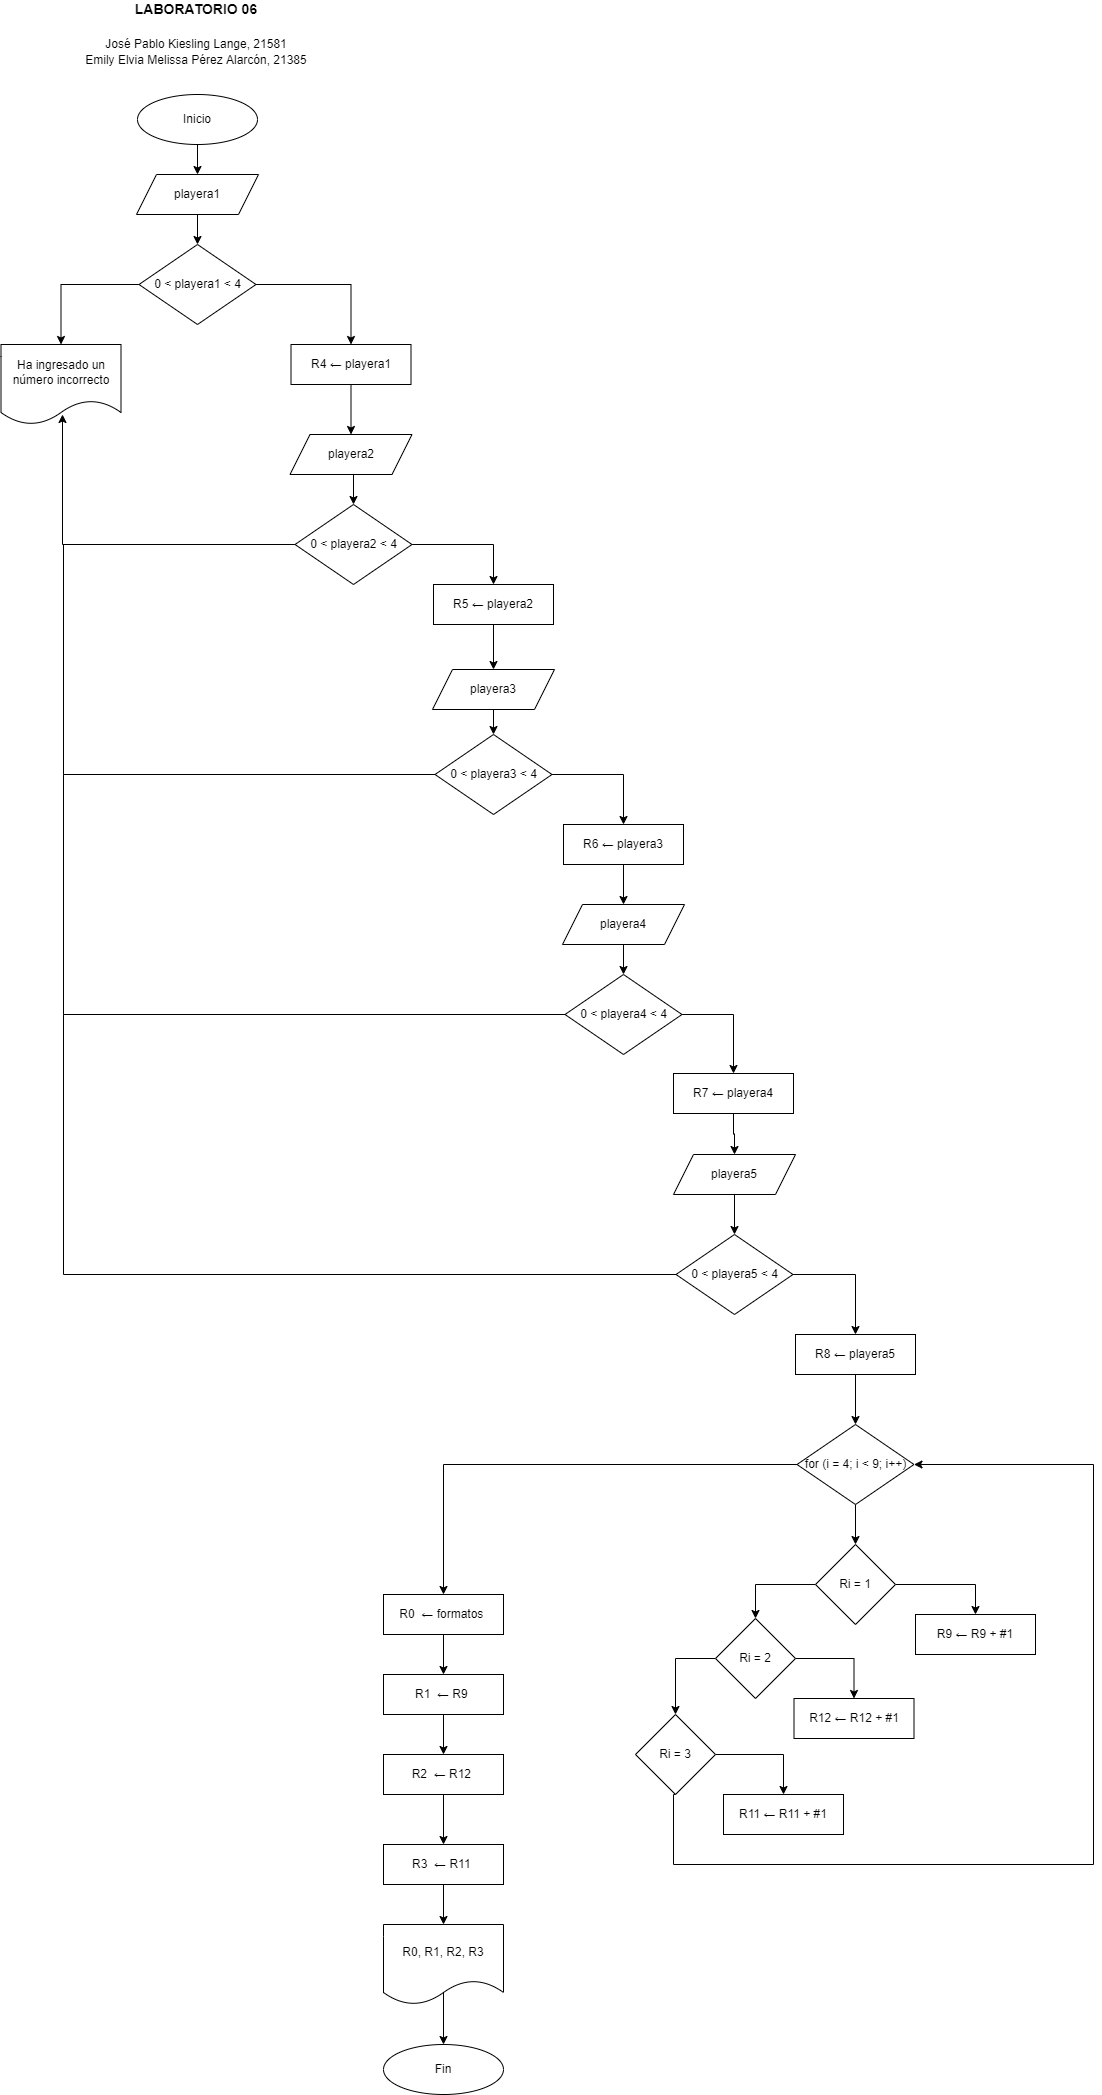 LABORATORIO 06
José Pablo Kiesling Lange, 21581
Emily Elvia Melissa Pérez Alarcón, 21385
Inicio
playera1
0 < playera1 < 4
Ha ingresado un
número incorrecto
R4 ← playera1
playera2
0 < playera2 < 4
R5 ← playera2
playera3
0 < playera3 < 4
R6 ← playera3
playera4
0 < playera4 < 4
R7 ← playera4
playera5
0 < playera5 < 4
R8 ← playera5
for (i = 4; i < 9; i++)
Ri = 1
R9 ← R9 + #1
Ri = 2
R12 ← R12 + #1
Ri = 3
R11 ← R11 + #1
R0 ← formatos
R1 ← R9
R2 ← R12
R3 ← R11
R0, R1, R2, R3
Fin